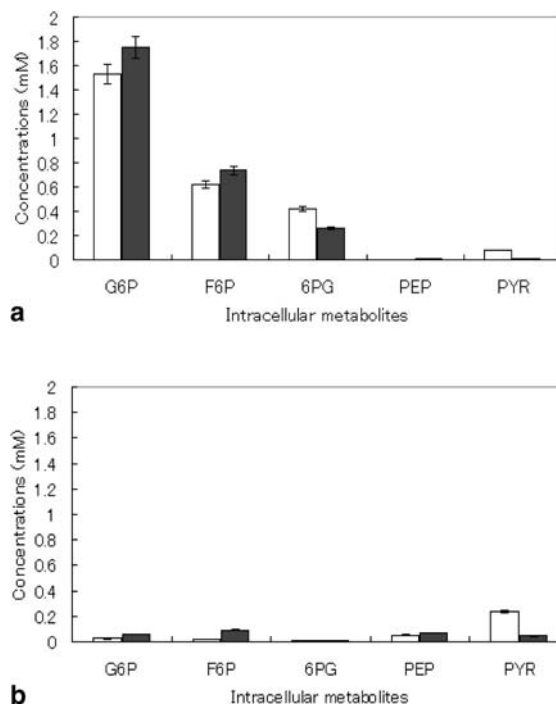 2
1.8
1.6
1.4
1.2
1
0.8
0.6
0.4
0.2
0
Concentrations (mM)
G6P F6P 6PG PEP PYR
Intracellular metabolites
a
2
1.8
1.6
1.4
1.2
1
0.8
0.6
0.4
0.2
0
Concentrations (mM)
G6P F6P 6PG PEP PYR
Intracellular metabolites
b